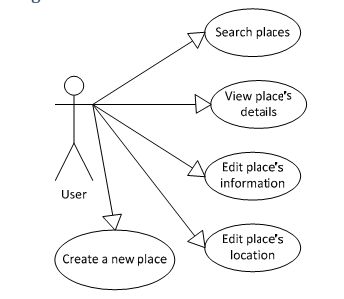 Search places
View place's
details
Edit place's
information
User
Edit place's
location
Create a new place